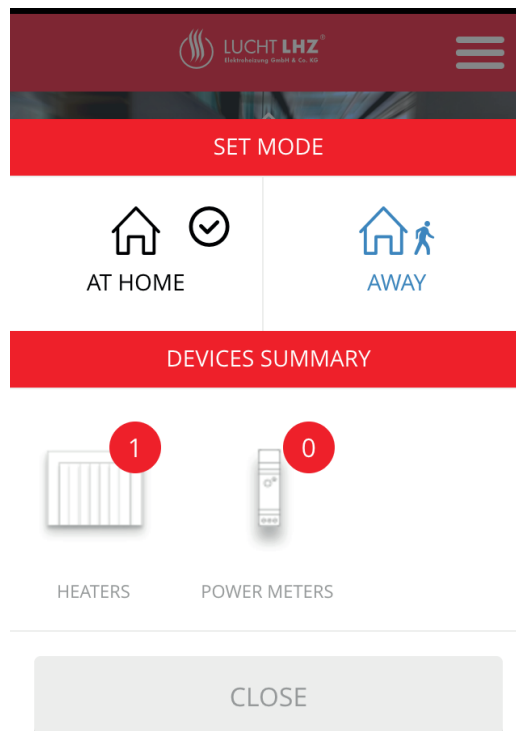 LUCHT LHZ®
Elektroheizung GmbH & Co. KG
SET MODE
AT HOME
AWAY
DEVICES SUMMARY
1
0
HEATERS
POWER METERS
CLOSE